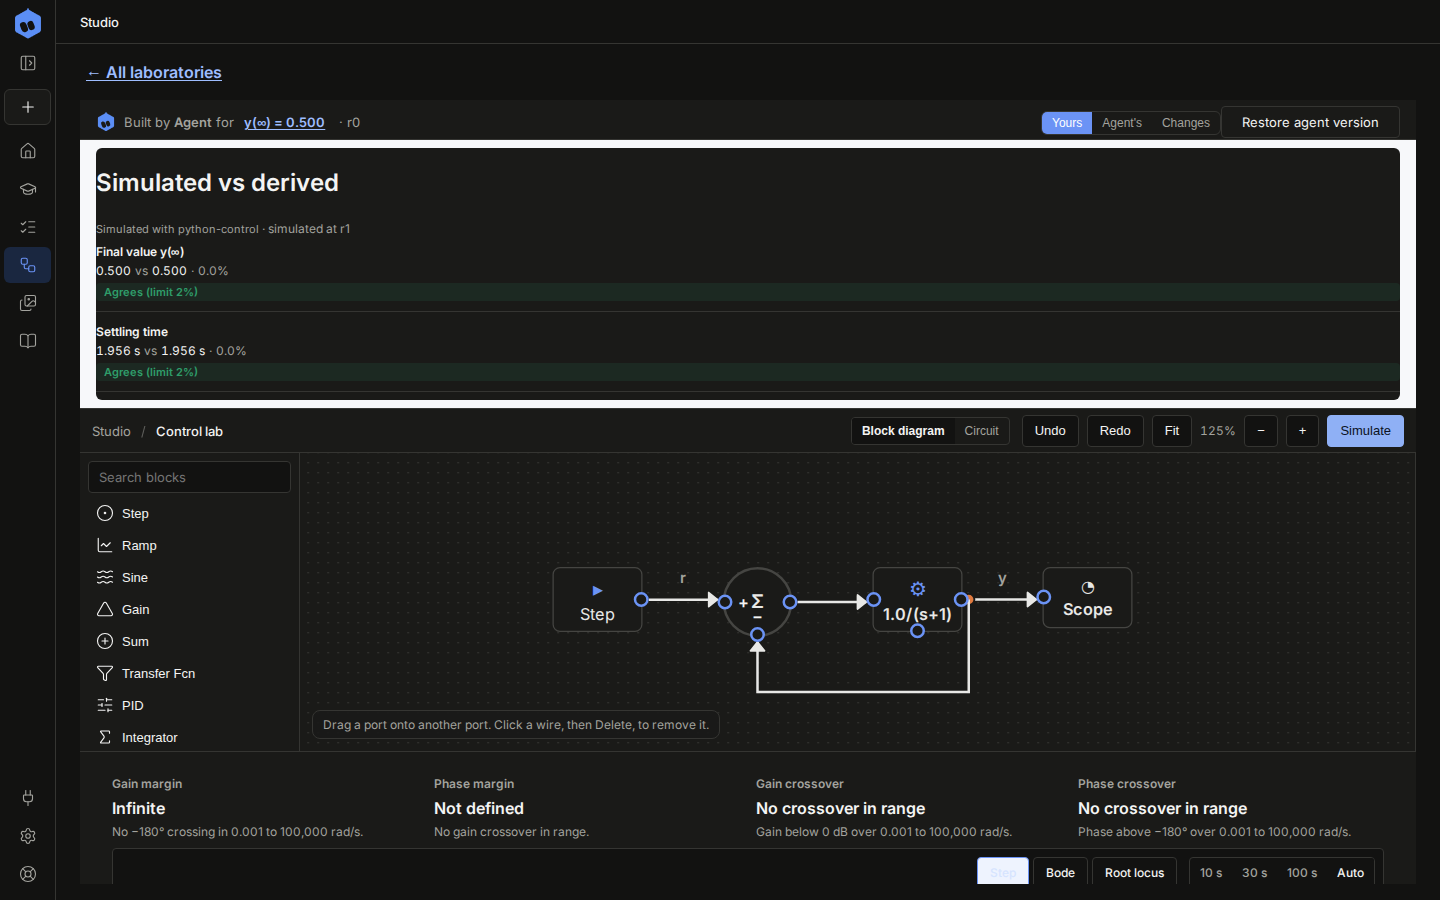 Studio
← All laboratories
Built by Agent for y(∞) = 0.500 · r0
Yours Agent's Changes Restore agent version
Simulated vs derived
Simulated with python-control · simulated at r1
Final value y(∞)
0.500 vs 0.500 · 0.0%
Agrees (limit 2%)
Settling time
1.956 s vs 1.956 s · 0.0%
Agrees (limit 2%)
Studio / Control lab
Block diagram Circuit Undo Redo Fit 125% − + Simulate
Search blocks
Step
Ramp
Sine
Gain
Sum
Transfer Fcn
PID
Integrator
r
y
Step
+ Σ
−
1.0/(s+1)
Scope
Drag a port onto another port. Click a wire, then Delete, to remove it.
Gain margin
Infinite
No −180° crossing in 0.001 to 100,000 rad/s.
Phase margin
Not defined
No gain crossover in range.
Gain crossover
No crossover in range
Gain below 0 dB over 0.001 to 100,000 rad/s.
Phase crossover
No crossover in range
Phase above −180° over 0.001 to 100,000 rad/s.
Step Bode Root locus 10 s 30 s 100 s Auto